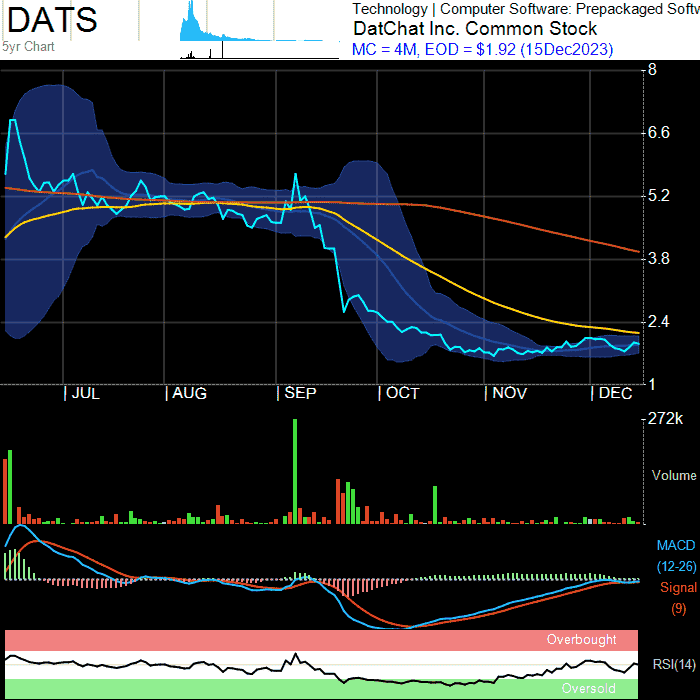 DATS
5yr Chart
Technology | Computer Software: Prepackaged Softw
DatChat Inc. Common Stock
MC = 4M, EOD = $1.92 (15Dec2023)
8
6.6
5.2
3.8
2.4
1
| JUL | AUG | SEP | OCT | NOV | DEC
272k
Volume
MACD
(12-26)
Signal
(9)
Overbought
RSI(14)
Oversold